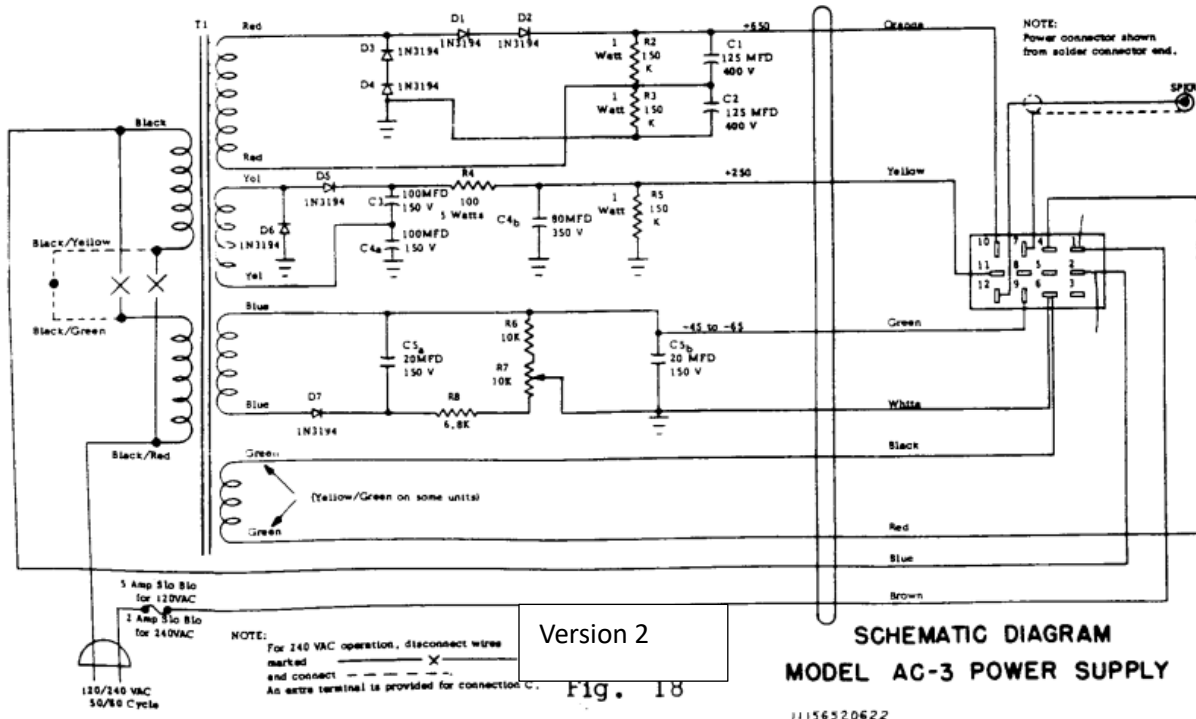 T1
Red
D1
D2
+650
Orange
NOTE:
Power connector shown
from solder connector end.
1N3194
1N3194
D3
1N3194
D4
1N3194
1
Watt
R2
150
K
C1
125 MFD
400 V
1
Watt
R3
150
K
C2
125 MFD
400 V
SPKR
Black
Red
Yel
D5
1N3194
D6
1N3194
C3
100MFD
150 V
R4
100
5 Watts
+250
Yellow
C4a
100MFD
150 V
C4b
80MFD
350 V
1
Watt
R5
150
K
Yel
Black/Yellow
Black/Green
10 7 4 1
11 8 5 2
12 9 6 3
Blue
-45 to -65
Green
C5a
20MFD
150 V
R6
10K
R7
10K
C5b
20 MFD
150 V
Blue
D7
1N3194
R8
6.8K
White
Black/Red
Green
Black
(Yellow/Green on some units)
Green
Red
Blue
Brown
5 Amp Slo Blo
for 120VAC
2 Amp Slo Blo
for 240VAC
120/240 VAC
50/60 Cycle
NOTE:
For 240 VAC operation, disconnect wires
marked X
and connect
An extra terminal is provided for connection C.
Version 2
Fig. 18
SCHEMATIC DIAGRAM
MODEL AC-3 POWER SUPPLY
11156520622